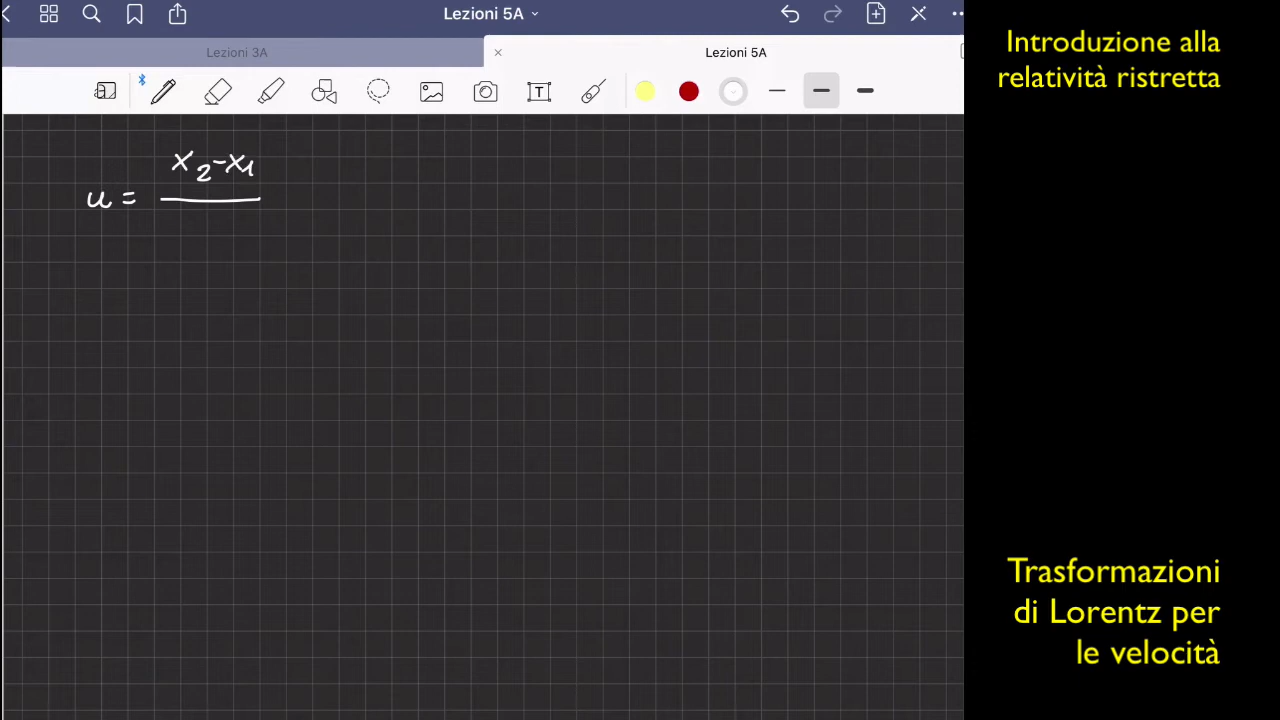 Lezioni 5A
Lezioni 3A
Lezioni 5A
T
x₂-x₁
u =
Introduzione alla
relatività ristretta
Trasformazioni
di Lorentz per
le velocità